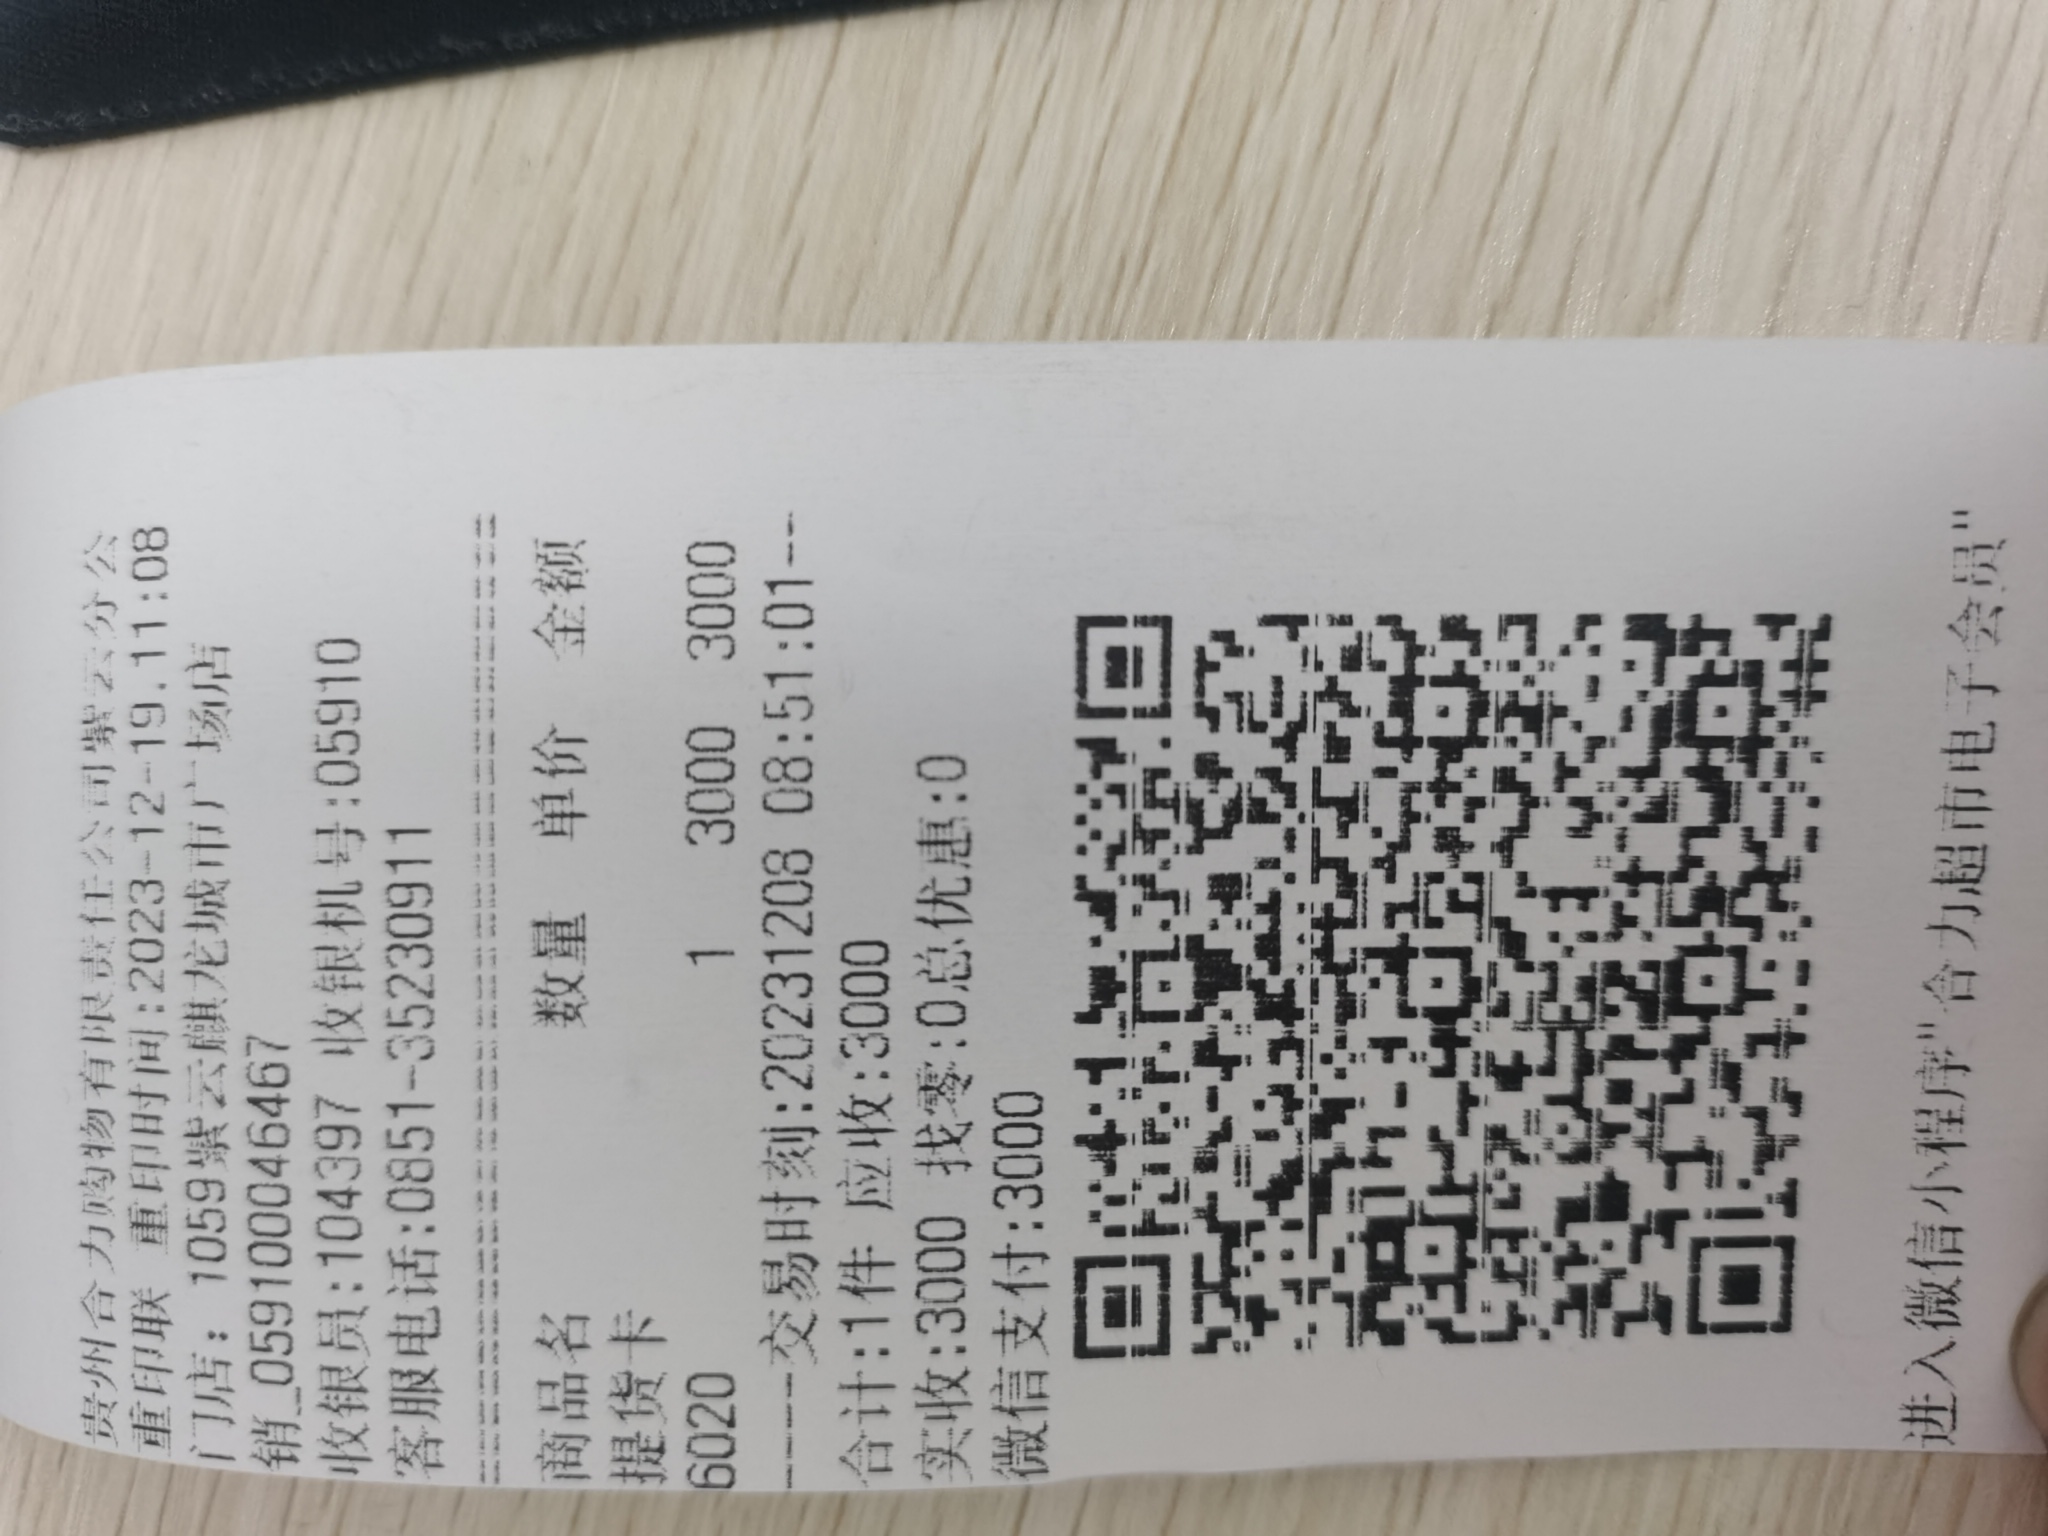 贵州合力购物有限责任公司紫云分公
重印联 重印时间:2023-12-19.11:08
门店: 1059紫云麒龙城市广场店
销_0591000464​67
收银员:104397 收银机号:05910
客服电话:0851-35230911
================================
商品名 数量 单价 金额
提货卡
6020 1 3000 3000
----交易时刻:20231208 08:51:01--
合计:1件 应收:3000
实收:3000 找零:0总优惠:0
微信支付:3000
进入微信小程序"合力超市电子会员"